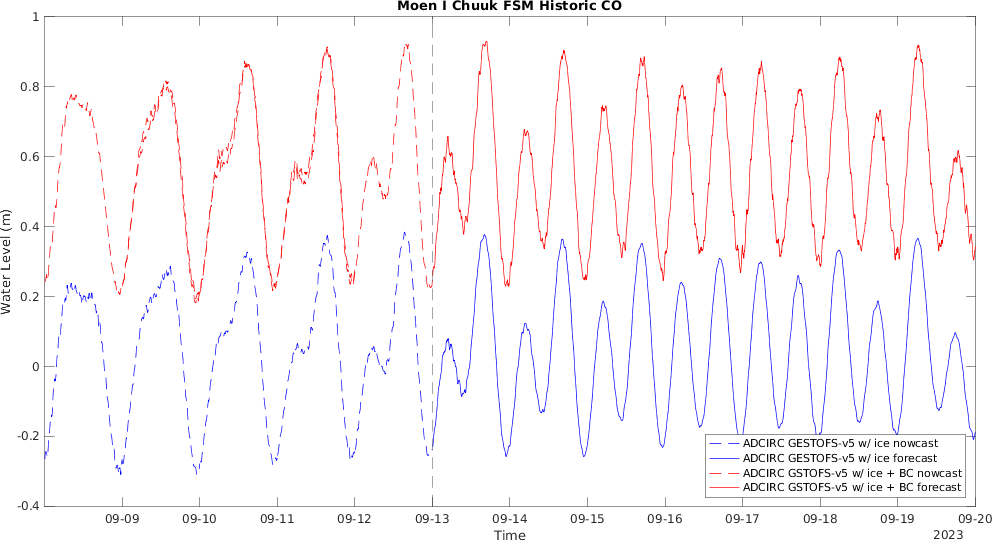 Moen I Chuuk FSM Historic CO
Water Level (m)
1
0.8
0.6
0.4
0.2
0
-0.2
-0.4
ADCIRC GESTOFS-v5 w/ ice nowcast
ADCIRC GESTOFS-v5 w/ ice forecast
ADCIRC GSTOFS-v5 w/ ice + BC nowcast
ADCIRC GSTOFS-v5 w/ ice + BC forecast
09-09 09-10 09-11 09-12 09-13 09-14 09-15 09-16 09-17 09-18 09-19 09-20
Time
2023